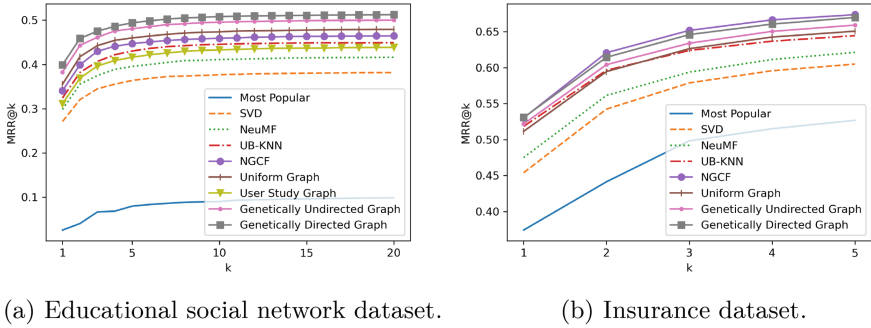 MRR@k
0.5
0.4
0.3
0.2
0.1
1
5
10
15
20
k
Most Popular
SVD
NeuMF
UB-KNN
NGCF
Uniform Graph
User Study Graph
Genetically Undirected Graph
Genetically Directed Graph
(a) Educational social network dataset.
MRR@k
0.65
0.60
0.55
0.50
0.45
0.40
1
2
3
4
5
k
Most Popular
SVD
NeuMF
UB-KNN
NGCF
Uniform Graph
Genetically Undirected Graph
Genetically Directed Graph
(b) Insurance dataset.